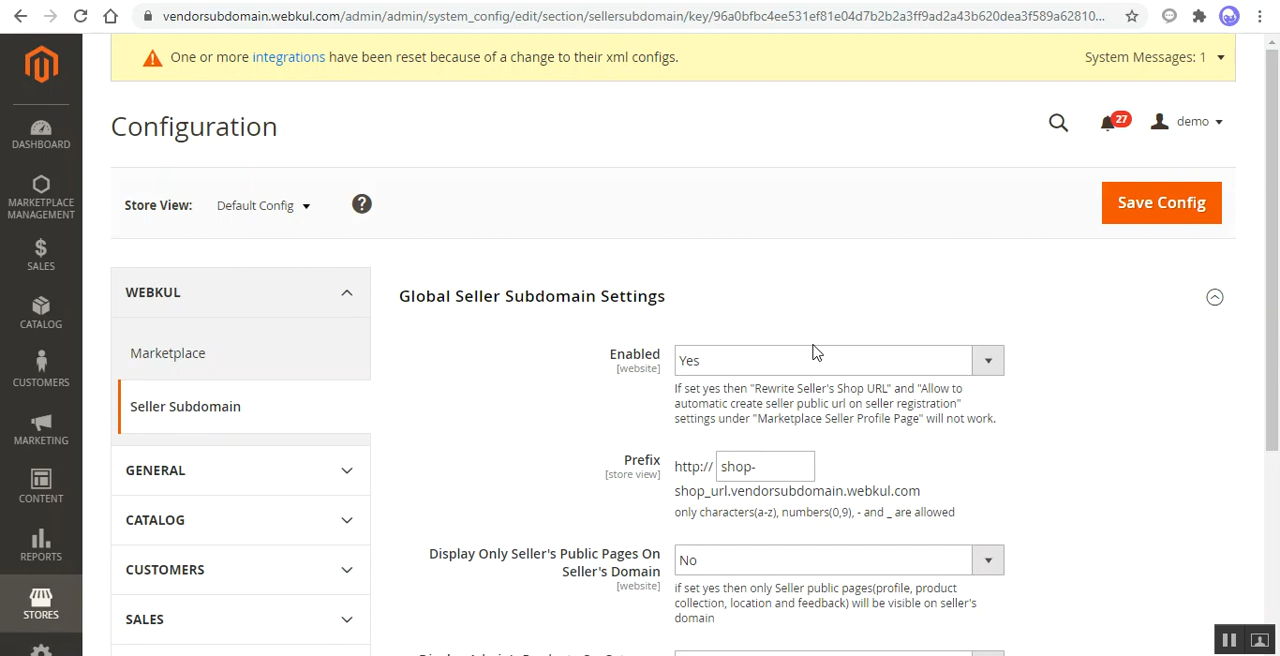 vendorsubdomain.webkul.com/admin/admin/system_config/edit/section/sellersubdomain/key/96a0bfbc4ee531ef81e04d7b2b2a3ff9ad2a43b620dea3f589a62810...
One or more integrations have been reset because of a change to their xml configs.
System Messages: 1
Configuration
27
demo
Store View:
Default Config
?
Save Config
DASHBOARD
MARKETPLACE
MANAGEMENT
SALES
CATALOG
CUSTOMERS
MARKETING
CONTENT
REPORTS
STORES
WEBKUL
Marketplace
Seller Subdomain
GENERAL
CATALOG
CUSTOMERS
SALES
Global Seller Subdomain Settings
Enabled
[website]
Yes
If set yes then "Rewrite Seller's Shop URL" and "Allow to
automatic create seller public url on seller registration"
settings under "Marketplace Seller Profile Page" will not work.
Prefix
[store view]
http:// shop-
shop_url.vendorsubdomain.webkul.com
only characters(a-z), numbers(0,9), - and _ are allowed
Display Only Seller's Public Pages On
Seller's Domain
[website]
No
if set yes then only Seller public pages(profile, product
collection, location and feedback) will be visible on seller's
domain